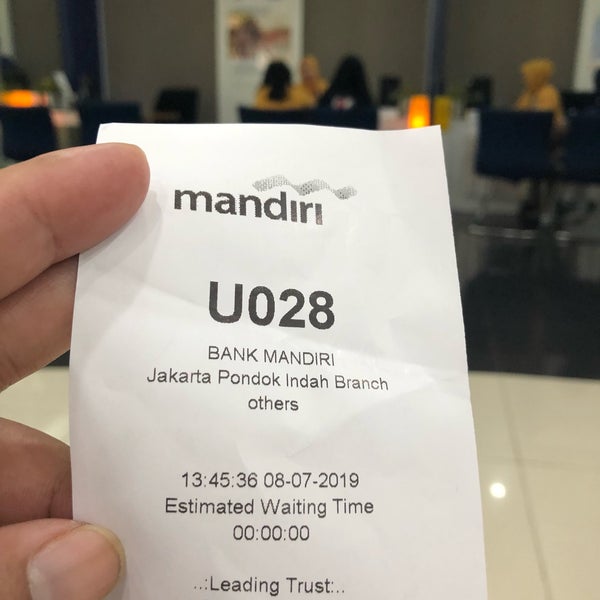 mandırı
U028
BANK MANDIRI
Jakarta Pondok Indah Branch
others
13:45:36 08-07-2019
Estimated Waiting Time
00:00:00
..:Leading Trust:..